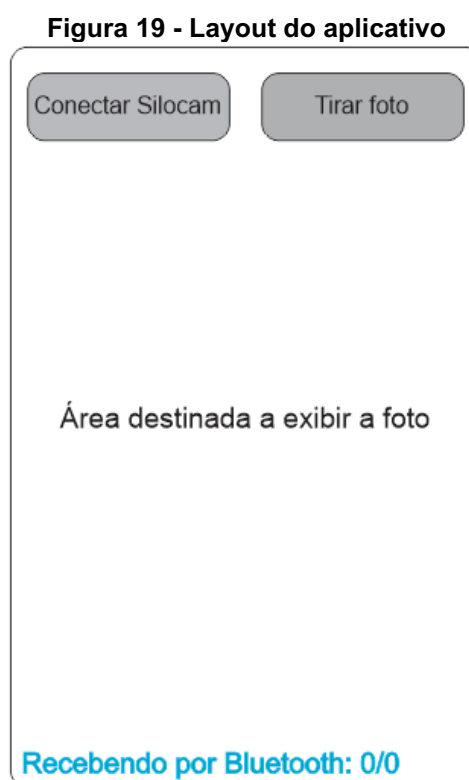 Figura 19 - Layout do aplicativo
Conectar Silocam
Tirar foto
Área destinada a exibir a foto
Recebendo por Bluetooth: 0/0